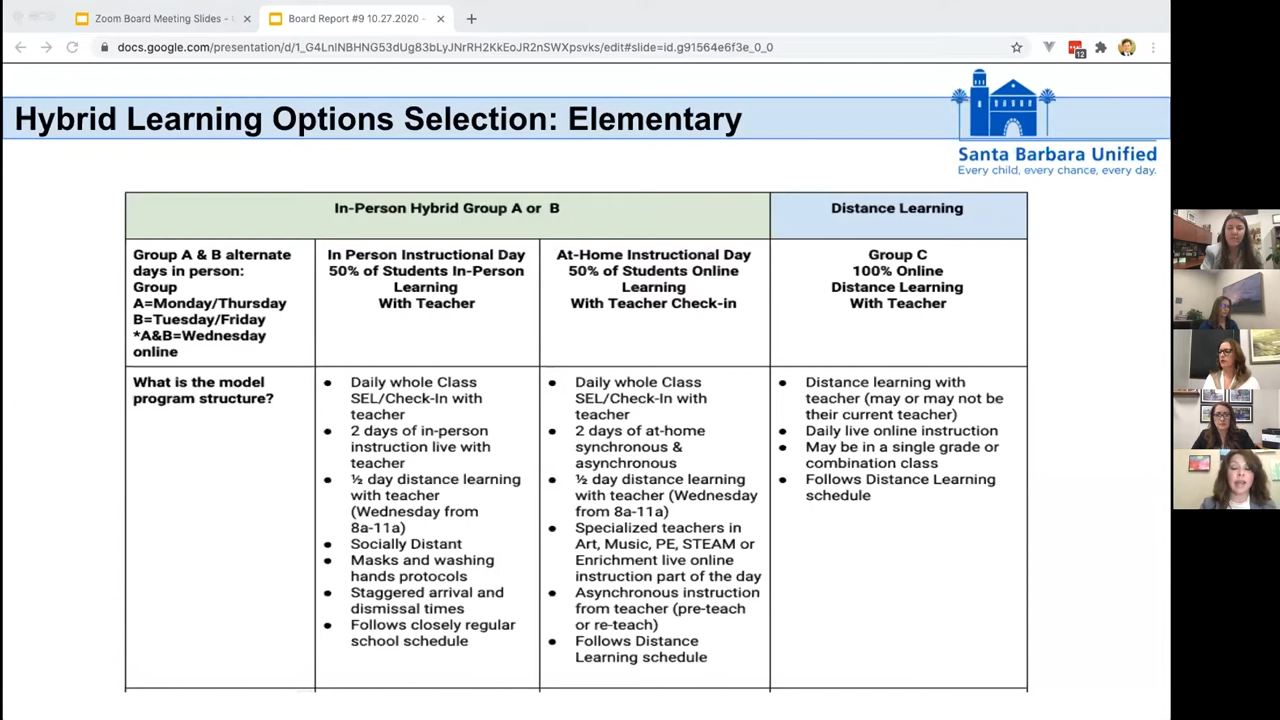 Zoom Board Meeting Slides -
Board Report #9 10.27.2020 -
docs.google.com/presentation/d/1_G4LnlNBHNG53dUg83bLyJNrRH2KkEoJR2nSWXpsvks/edit#slide=id.g91564e6f3e_0_0
12
Hybrid Learning Options Selection: Elementary
Santa Barbara Unified
Every child, every chance, every day.
In-Person Hybrid Group A or B
Distance Learning
Group A & B alternate
days in person:
Group
A=Monday/Thursday
B=Tuesday/Friday
*A&B=Wednesday
online
In Person Instructional Day
50% of Students In-Person
Learning
With Teacher
At-Home Instructional Day
50% of Students Online
Learning
With Teacher Check-in
Group C
100% Online
Distance Learning
With Teacher
What is the model
program structure?
● Daily whole Class
SEL/Check-In with
teacher
● 2 days of in-person
instruction live with
teacher
● ½ day distance learning
with teacher
(Wednesday from
8a-11a)
● Socially Distant
● Masks and washing
hands protocols
● Staggered arrival and
dismissal times
● Follows closely regular
school schedule
● Daily whole Class
SEL/Check-In with
teacher
● 2 days of at-home
synchronous &
asynchronous
● ½ day distance learning
with teacher (Wednesday
from 8a-11a)
● Specialized teachers in
Art, Music, PE, STEAM or
Enrichment live online
instruction part of the day
● Asynchronous instruction
from teacher (pre-teach
or re-teach)
● Follows Distance
Learning schedule
● Distance learning with
teacher (may or may not be
their current teacher)
● Daily live online instruction
● May be in a single grade or
combination class
● Follows Distance Learning
schedule